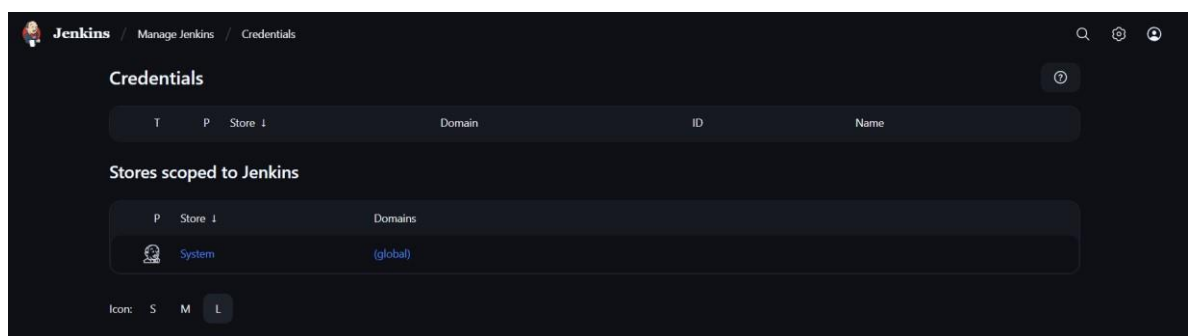 Jenkins / Manage Jenkins / Credentials
Credentials
T P Store ↓ Domain ID Name
Stores scoped to Jenkins
P Store ↓ Domains
System (global)
Icon: S M L